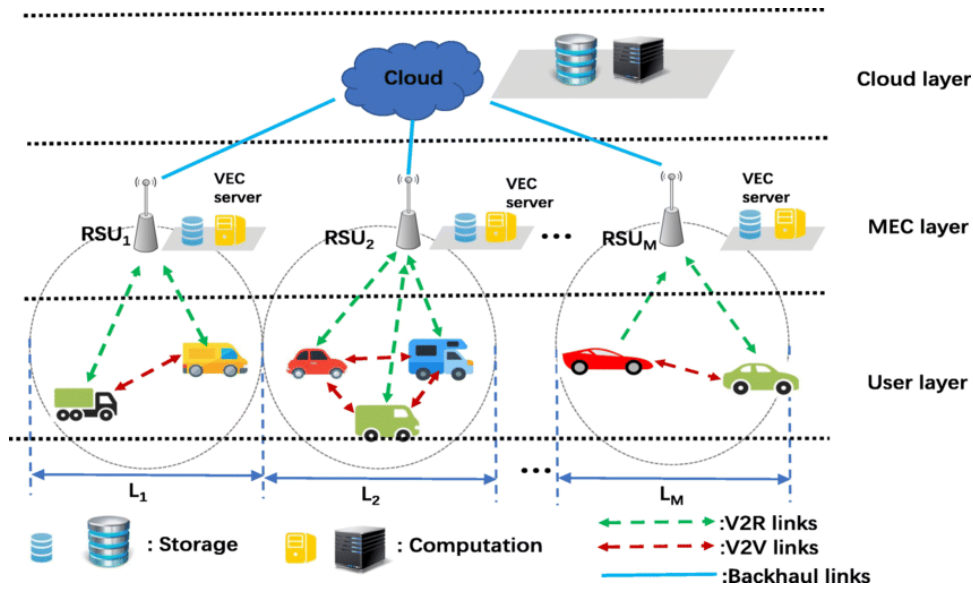 Cloud
Cloud layer
VEC
server
VEC
server
VEC
server
RSU1
RSU2
...
RSUM
MEC layer
User layer
...
L1
L2
LM
: Storage
: Computation
:V2R links
:V2V links
:Backhaul links